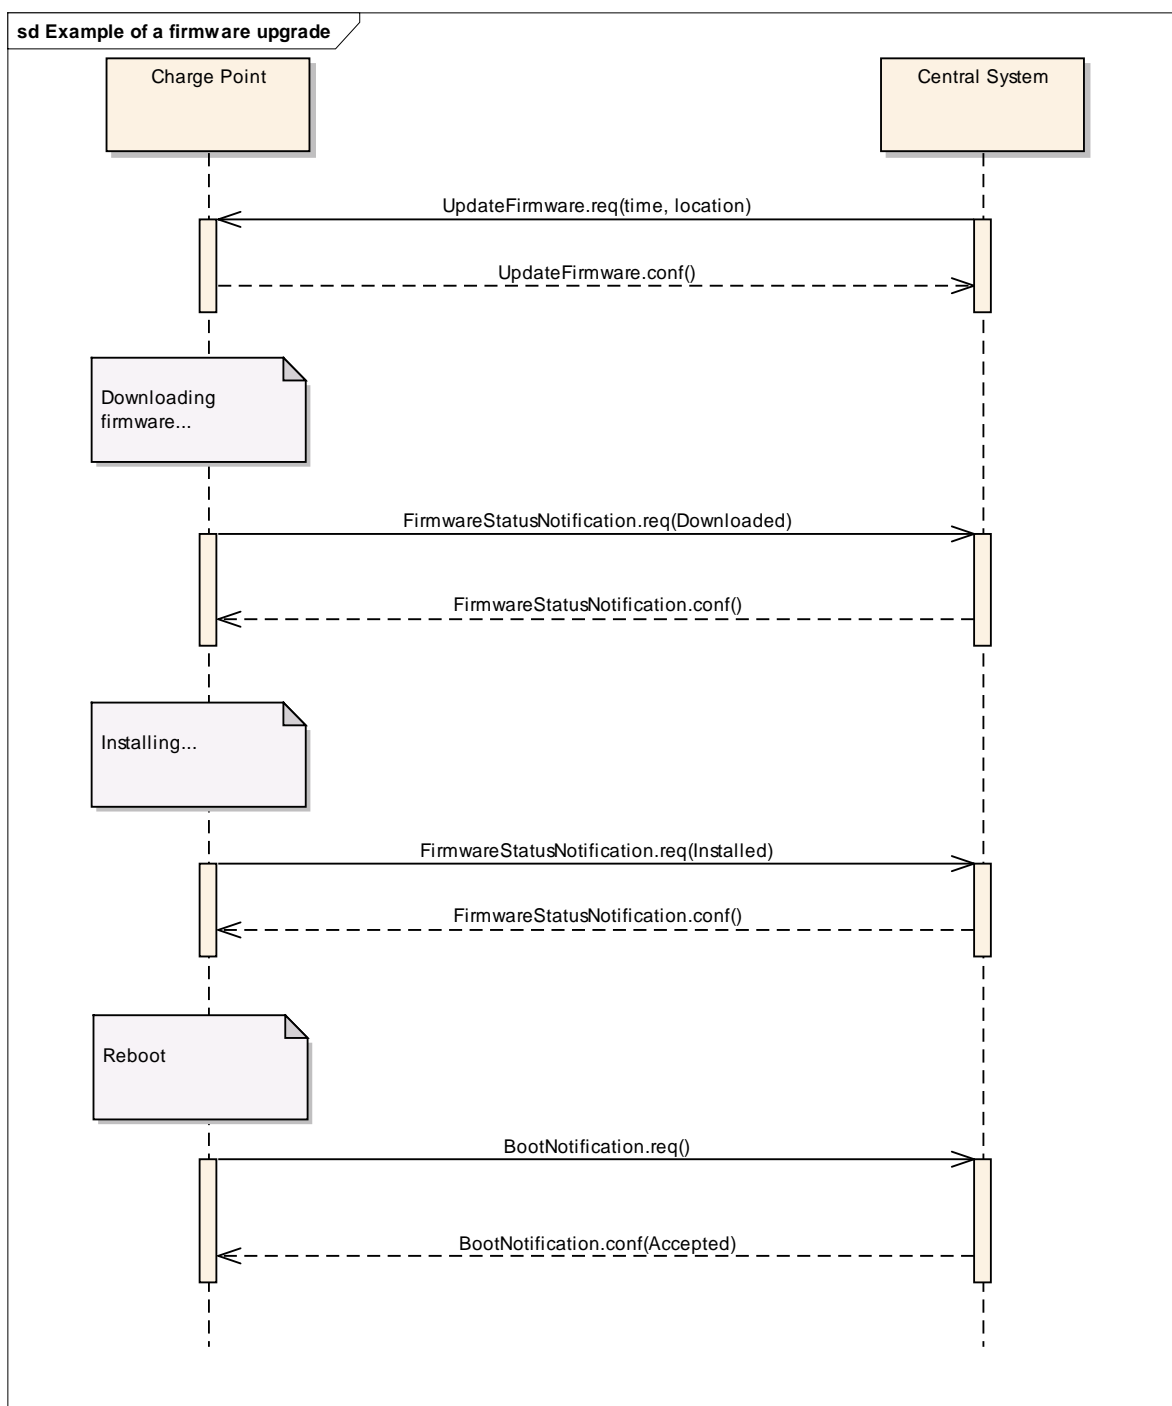 sd Example of a firmware upgrade
Charge Point
Central System
UpdateFirmware.req(time, location)
UpdateFirmware.conf()
Downloading
firmware...
FirmwareStatusNotification.req(Downloaded)
FirmwareStatusNotification.conf()
Installing...
FirmwareStatusNotification.req(Installed)
FirmwareStatusNotification.conf()
Reboot
BootNotification.req()
BootNotification.conf(Accepted)